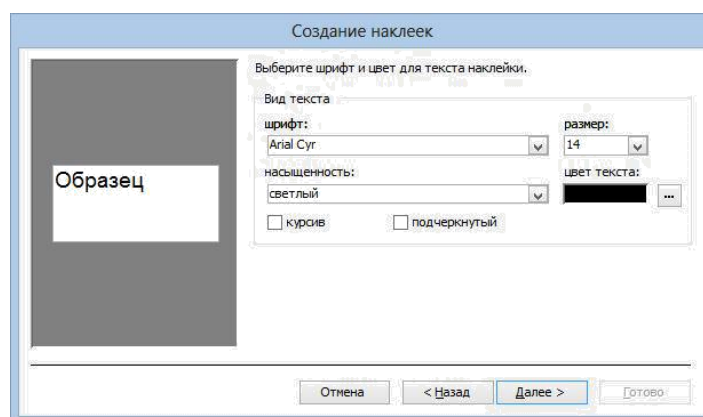 Создание наклеек
Выберите шрифт и цвет для текста наклейки.
Вид текста
шрифт:
размер:
Arial Cyr
14
насыщенность:
цвет текста:
светлый
...
курсив
подчеркнутый
Образец
Отмена
< Назад
Далее >
Готово